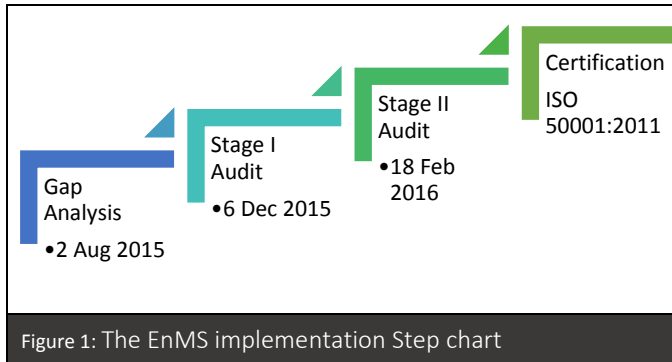 Gap
Analysis
•2 Aug 2015
Stage I
Audit
•6 Dec 2015
Stage II
Audit
•18 Feb
2016
Certification
ISO
50001:2011
Figure 1: The EnMS implementation Step chart